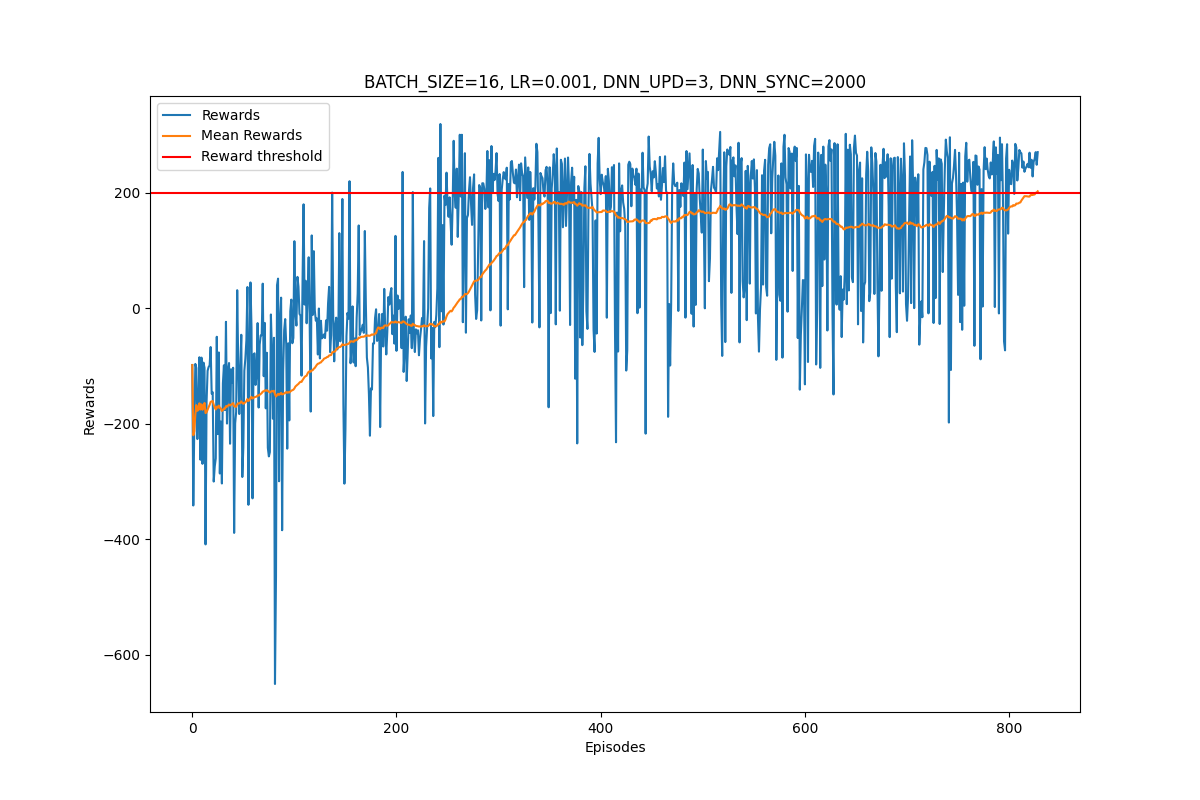 BATCH_SIZE=16, LR=0.001, DNN_UPD=3, DNN_SYNC=2000
Rewards
Mean Rewards
Reward threshold
200
0
−200
−400
−600
Rewards
0
200
400
600
800
Episodes